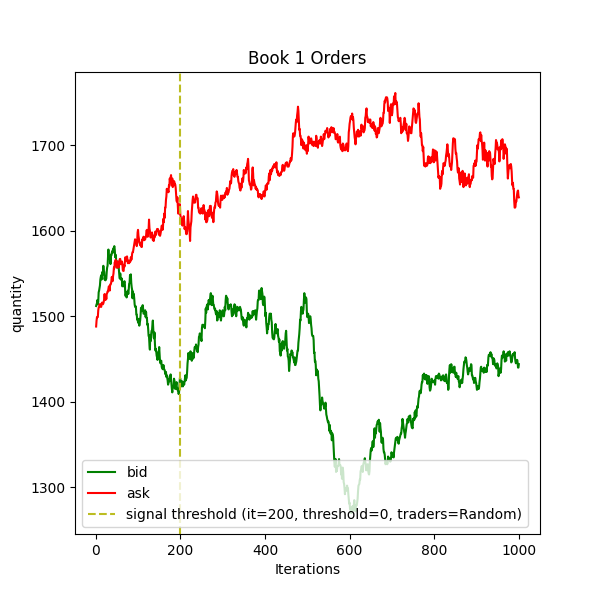 Book 1 Orders
quantity
1700
1600
1500
1400
1300
bid
ask
signal threshold (it=200, threshold=0, traders=Random)
0 200 400 600 800 1000
Iterations